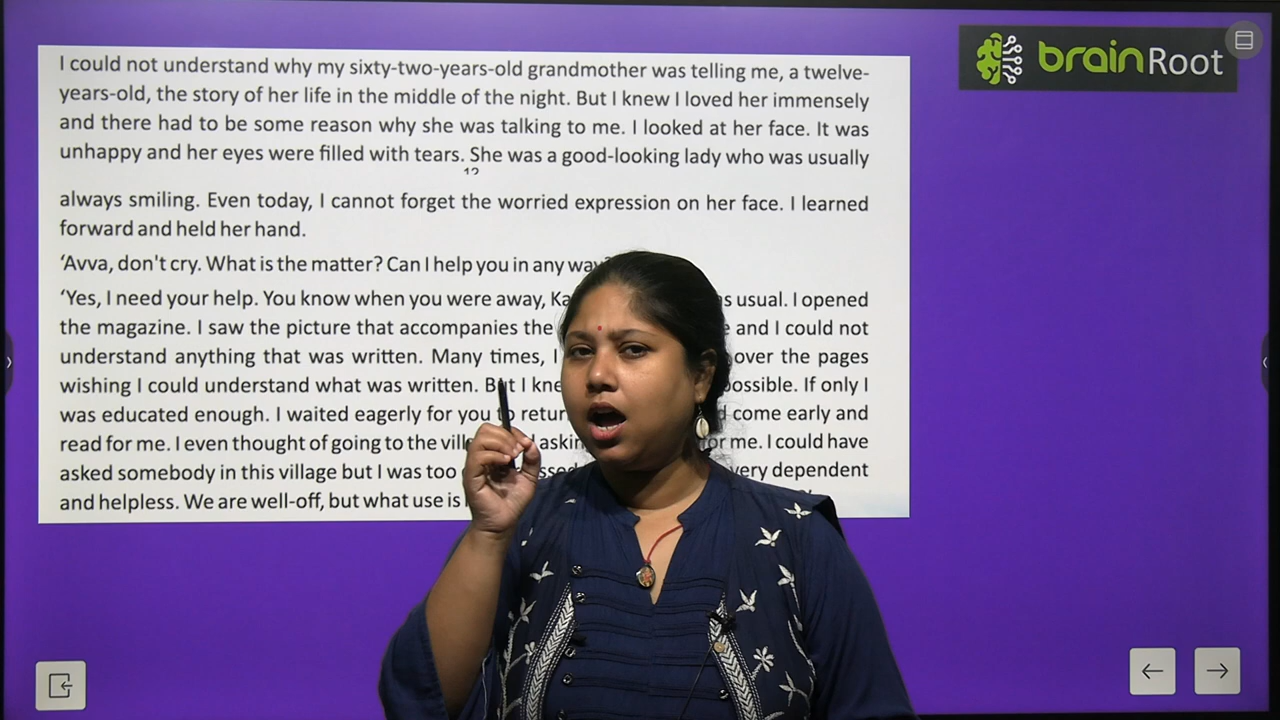 I could not understand why my sixty-two-years-old grandmother was telling me, a twelve-
years-old, the story of her life in the middle of the night. But I knew I loved her immensely
and there had to be some reason why she was talking to me. I looked at her face. It was
unhappy and her eyes were filled with tears. She was a good-looking lady who was usually
always smiling. Even today, I cannot forget the worried expression on her face. I learned
forward and held her hand.
‘Avva, don't cry. What is the matter? Can I help you in any way?
‘Yes, I need your help. You know when you were away, usual. I opened
the magazine. I saw the picture that accompanies the and I could not
understand anything that was written. Many times, I over the pages
wishing I could understand what was written. But I possible. If only I
was educated enough. I waited eagerly for you to come early and
read for me. I even thought of going to the for me. I could have
asked somebody in this village but I was too very dependent
and helpless. We are well-off, but what use is
brainRoot